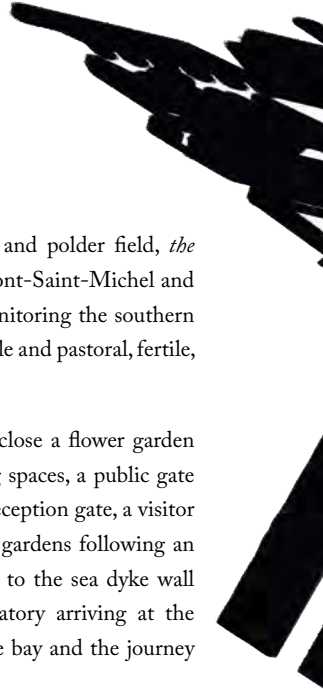 and polder field, the
ont-Saint-Michel and
nitoring the southern
le and pastoral, fertile,
close a flower garden
spaces, a public gate
eception gate, a visitor
gardens following an
to the sea dyke wall
atory arriving at the
e bay and the journey